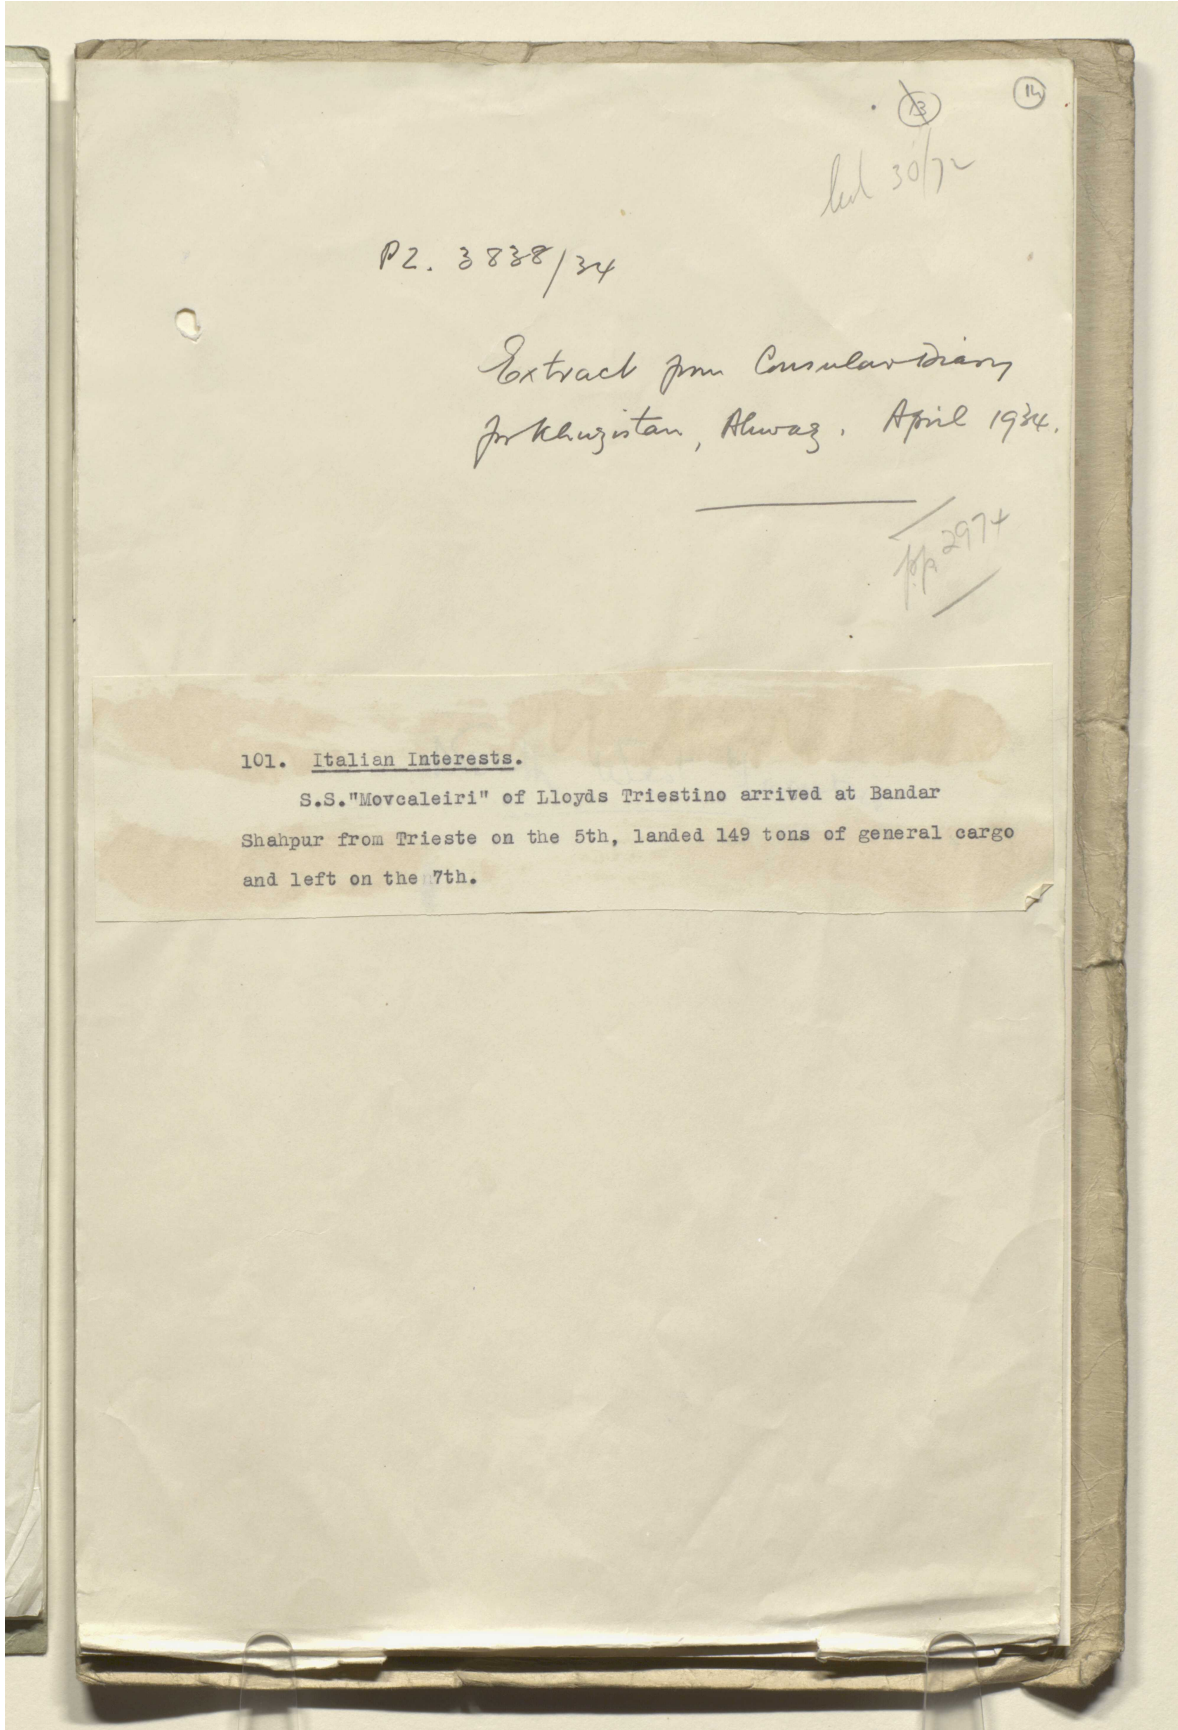 13
14
30/72
PZ. 3838/34
Extract from Consular Diary
for Khuzistan, Ahwaz. April 1934.
pp 2974
101. Italian Interests.
S.S."Movcaleiri" of Lloyds Triestino arrived at Bandar
Shahpur from Trieste on the 5th, landed 149 tons of general cargo
and left on the 7th.